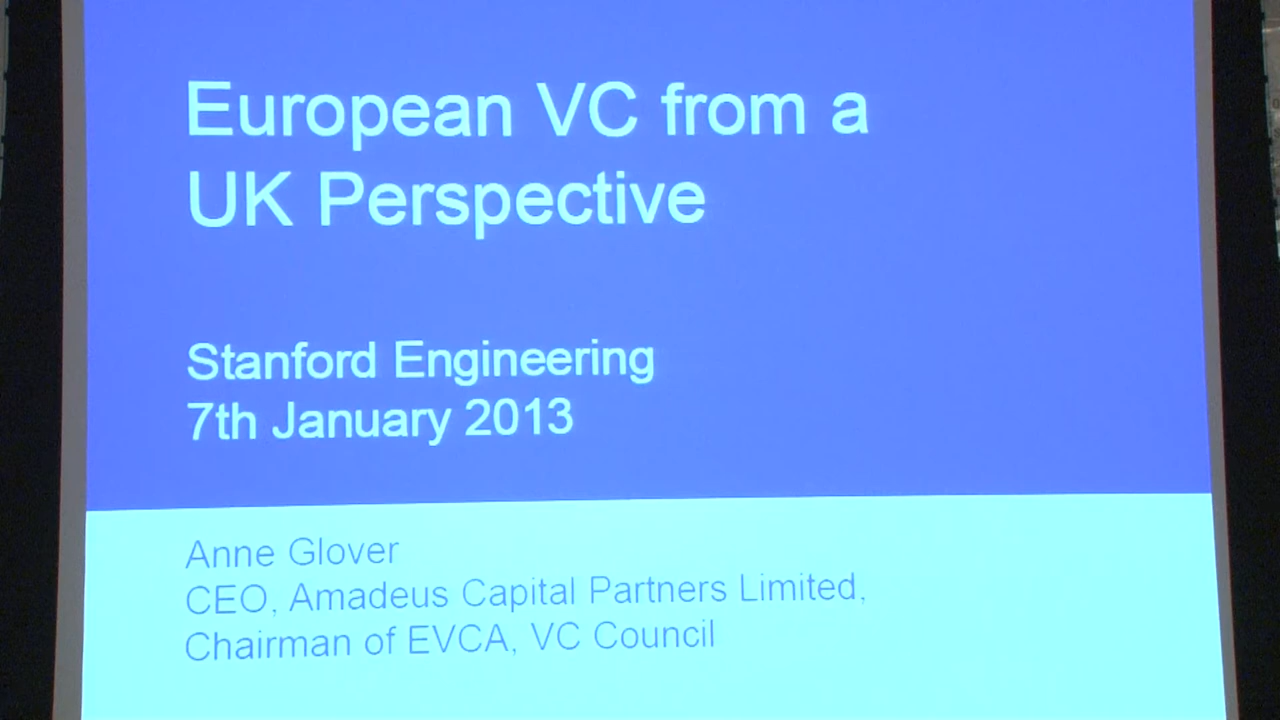 European VC from a
UK Perspective
Stanford Engineering
7th January 2013
Anne Glover
CEO, Amadeus Capital Partners Limited,
Chairman of EVCA, VC Council